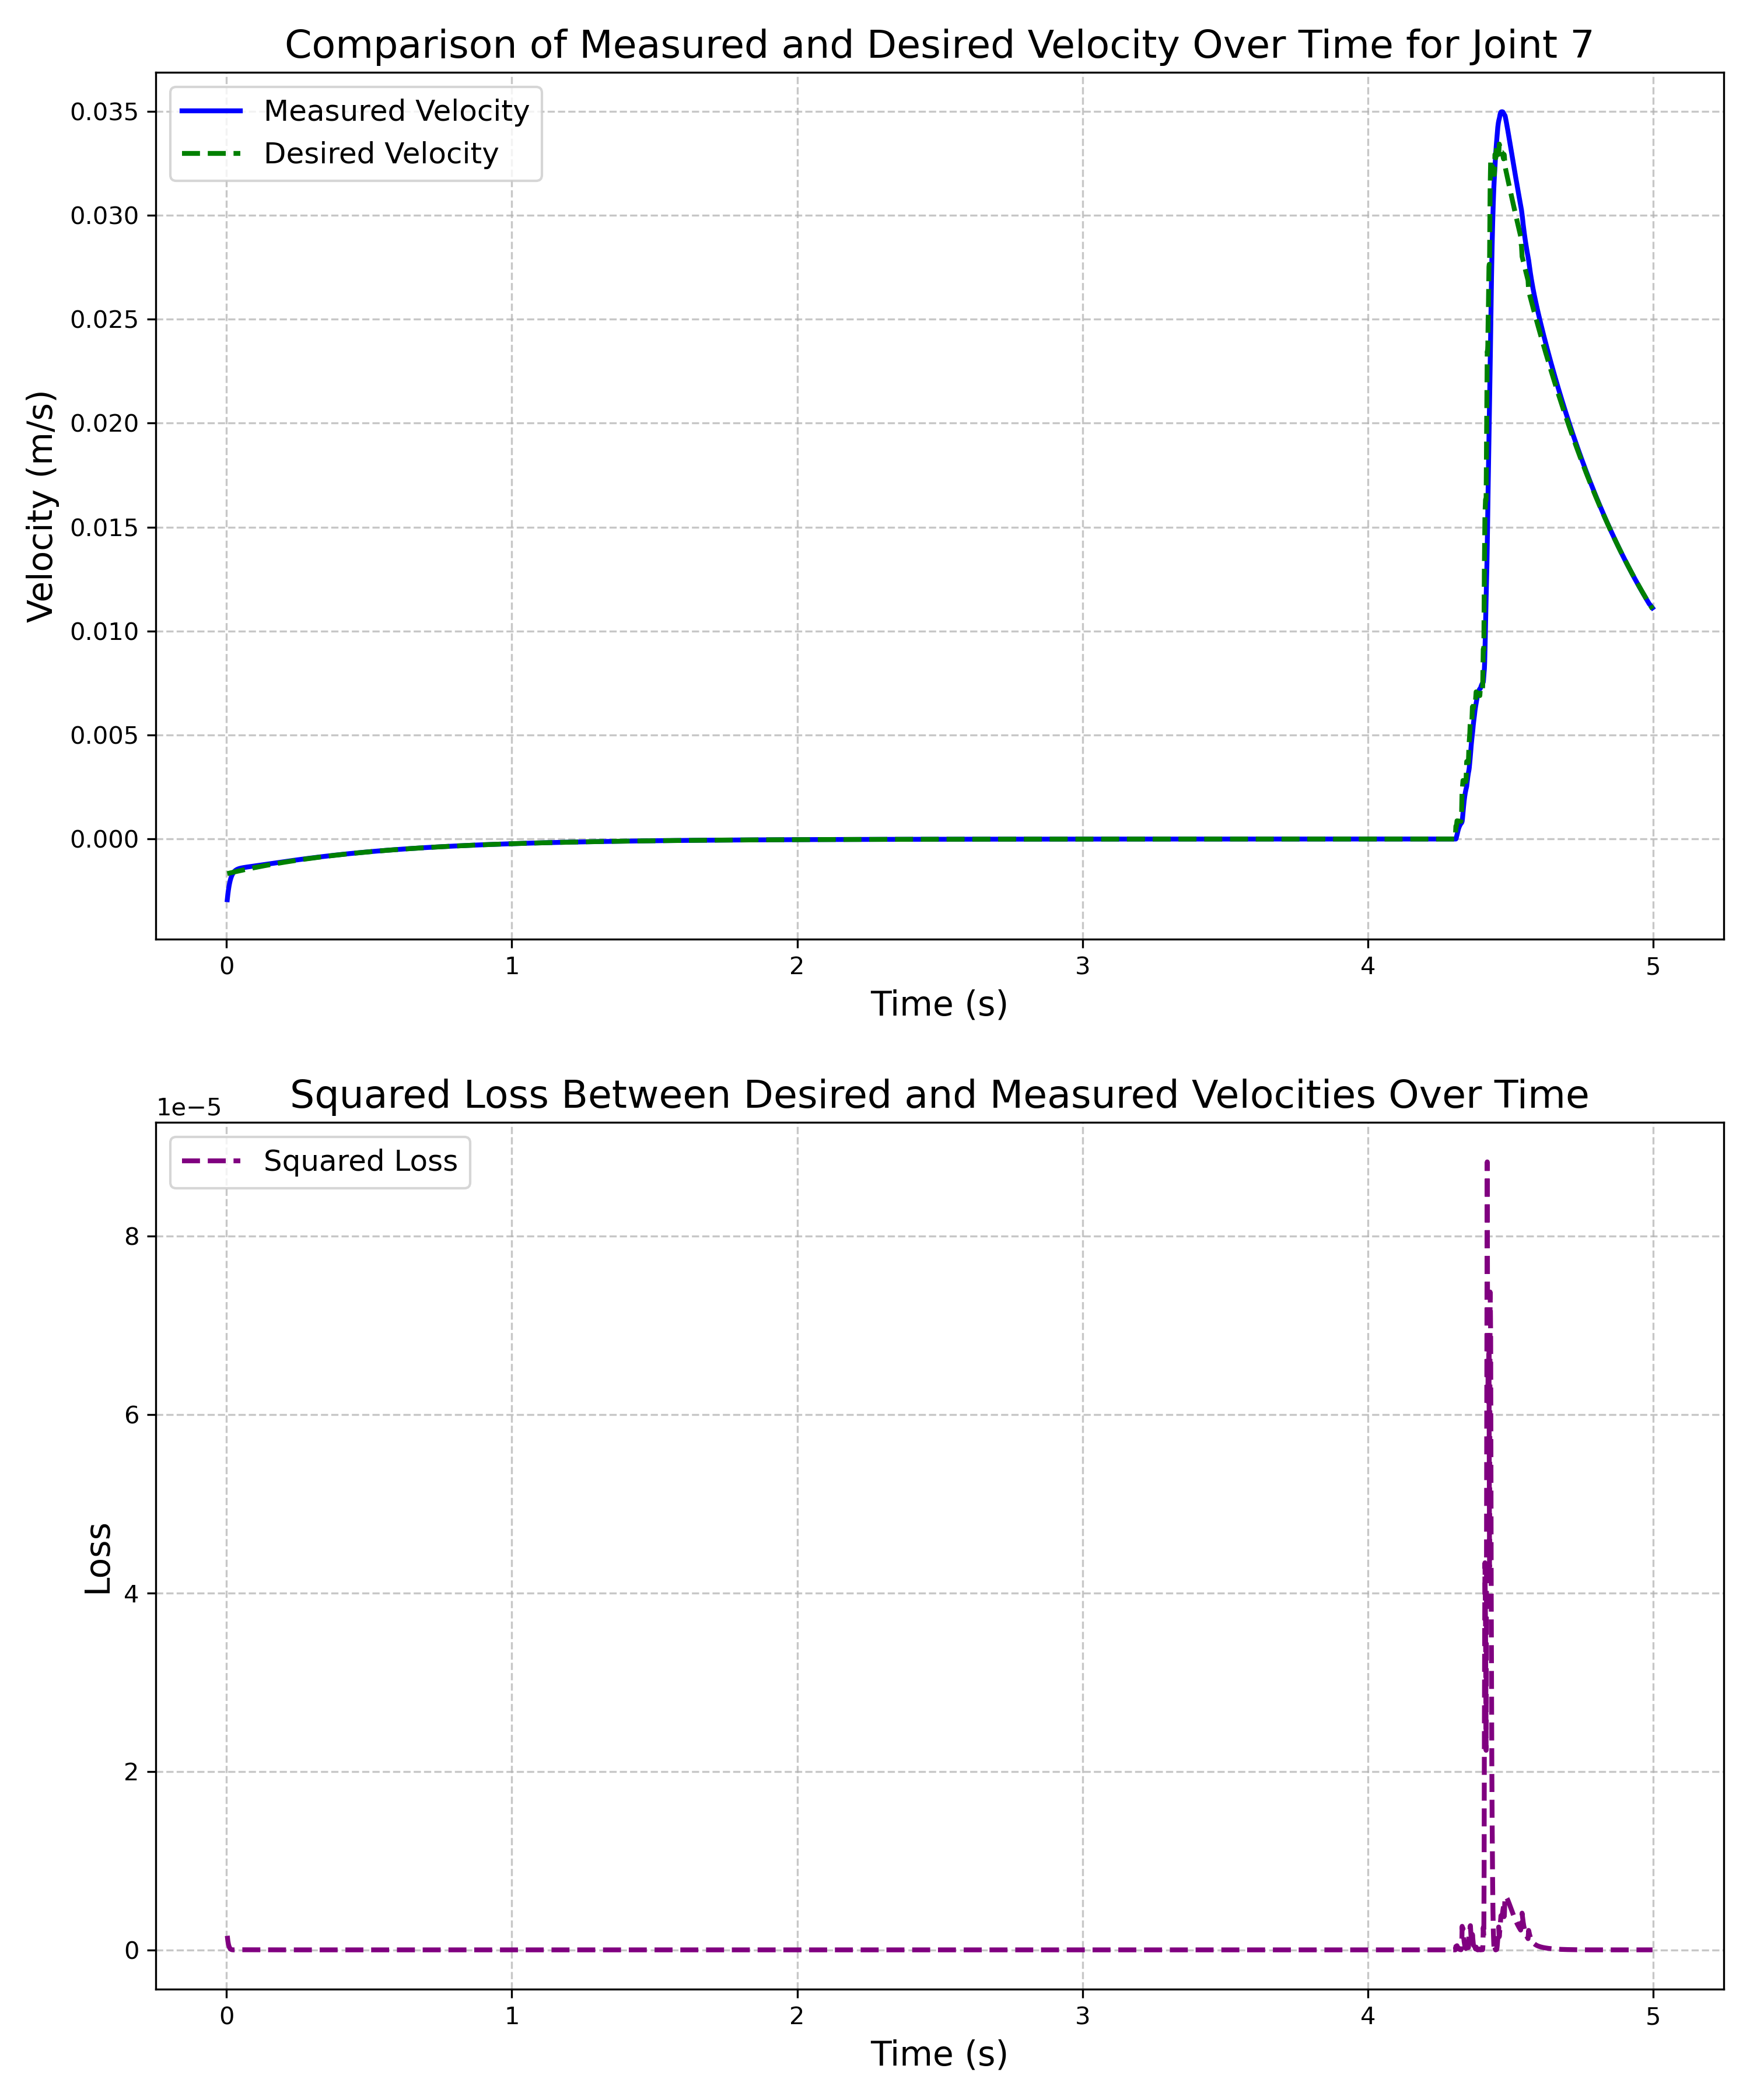 Comparison of Measured and Desired Velocity Over Time for Joint 7
Measured Velocity
Desired Velocity
0.035
0.030
0.025
0.020
0.015
0.010
0.005
0.000
Velocity (m/s)
0 1 2 3 4 5
Time (s)
Squared Loss Between Desired and Measured Velocities Over Time
1e−5
Squared Loss
8
6
4
2
0
Loss
0 1 2 3 4 5
Time (s)